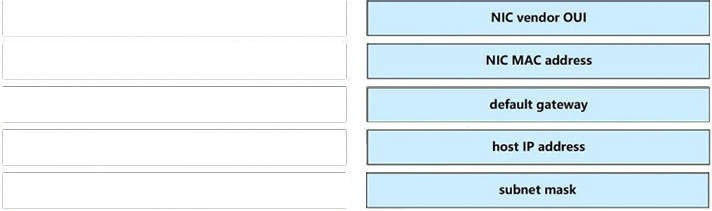 NIC vendor OUI
NIC MAC address
default gateway
host IP address
subnet mask